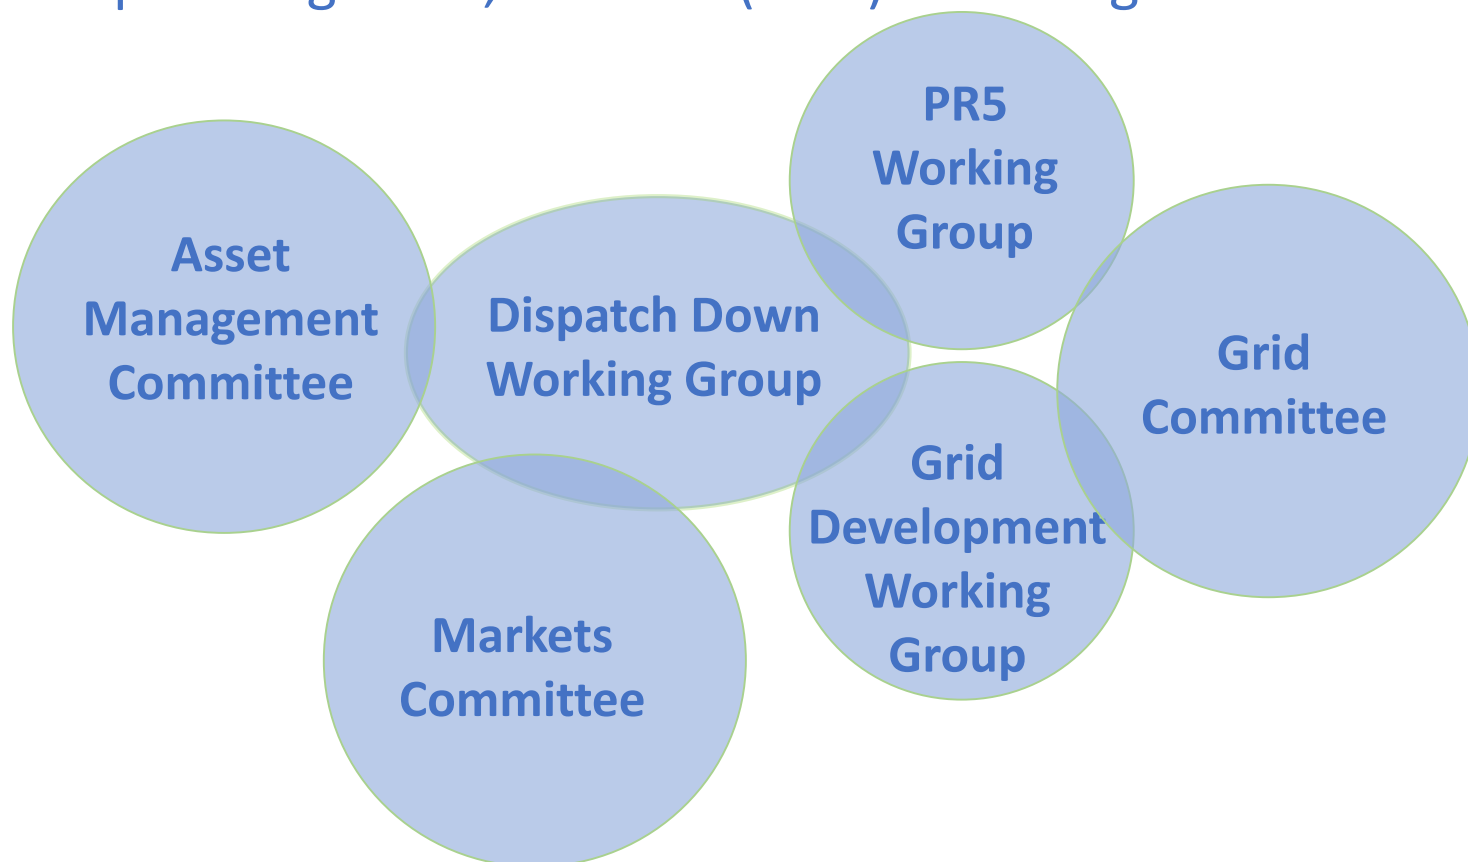 PR5
Working
Group
Asset
Management
Committee
Dispatch Down
Working Group
Grid
Committee
Grid
Development
Working
Group
Markets
Committee